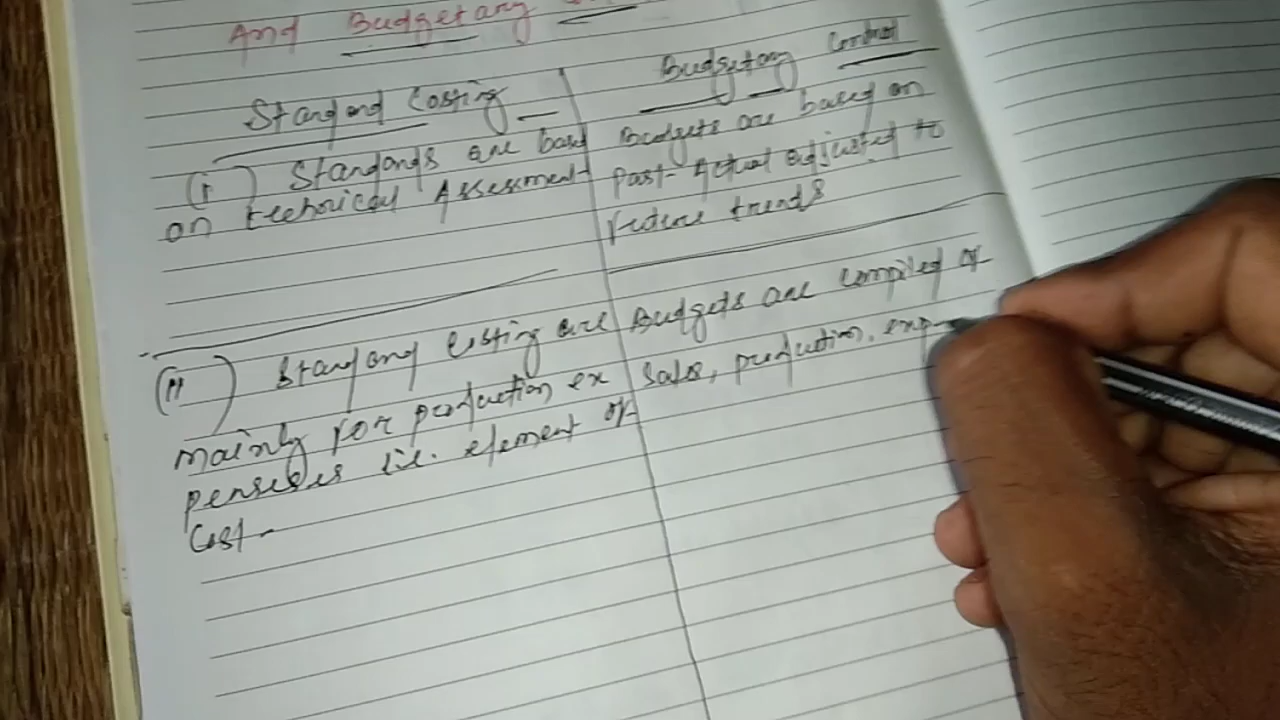 And Budgetary
Standard Costing
(i) Standards are based
on technical Assessment
(ii) Standard costing are
mainly for production ex
penseses i.e. element of
Cost-
Budgetary Control
Budgets are based on
past Actual adjusted to
future trends
Budgets are compiled of
Sales, production, exp